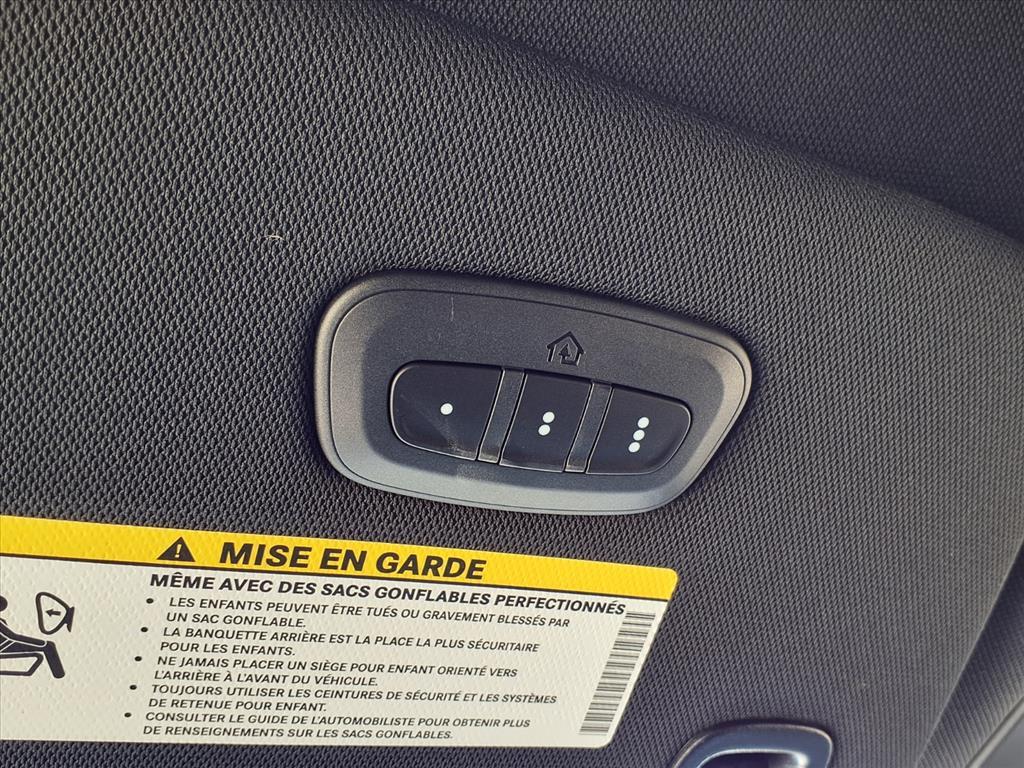 MISE EN GARDE
MÊME AVEC DES SACS GONFLABLES PERFECTIONNÉS
• LES ENFANTS PEUVENT ÊTRE TUÉS OU GRAVEMENT BLESSÉS PAR
UN SAC GONFLABLE.
• LA BANQUETTE ARRIÈRE EST LA PLACE LA PLUS SÉCURITAIRE
POUR LES ENFANTS.
• NE JAMAIS PLACER UN SIÈGE POUR ENFANT ORIENTÉ VERS
L'ARRIÈRE À L'AVANT DU VÉHICULE.
• TOUJOURS UTILISER LES CEINTURES DE SÉCURITÉ ET LES SYSTÈMES
DE RETENUE POUR ENFANT.
• CONSULTER LE GUIDE DE L'AUTOMOBILISTE POUR OBTENIR PLUS
DE RENSEIGNEMENTS SUR LES SACS GONFLABLES.